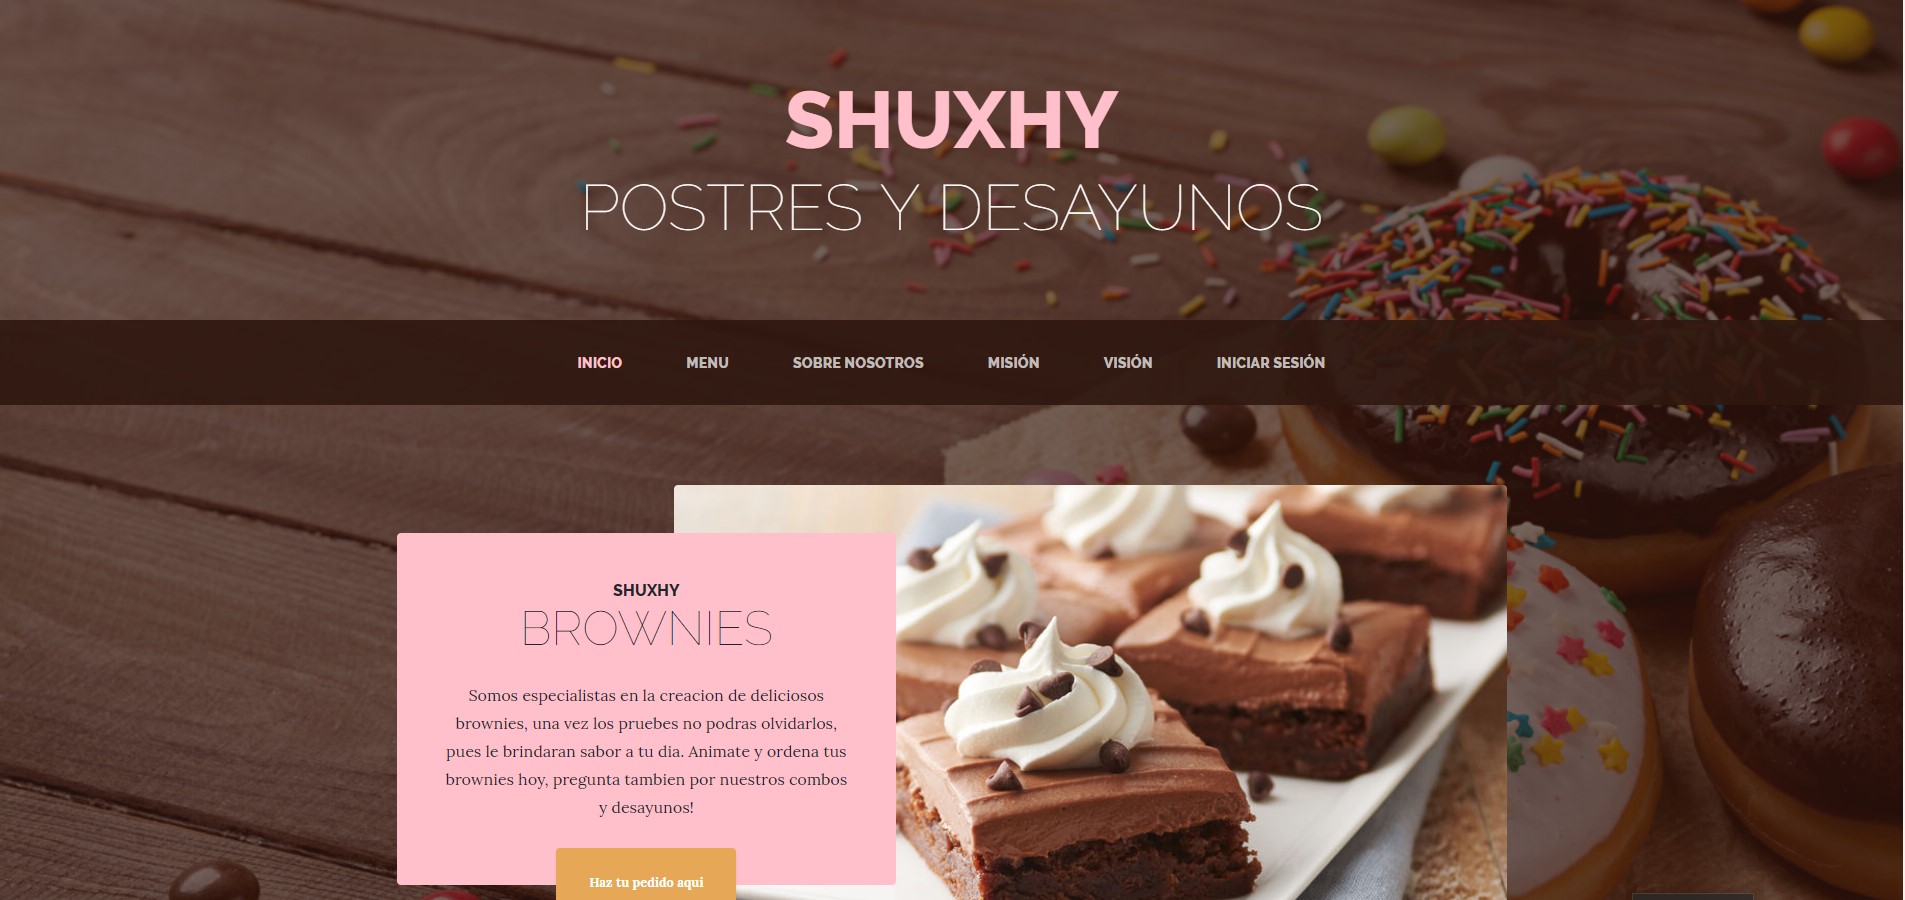 SHUXHY
POSTRES Y DESAYUNOS
INICIO MENU SOBRE NOSOTROS MISIÓN VISIÓN INICIAR SESIÓN
SHUXHY
BROWNIES
Somos especialistas en la creacion de deliciosos
brownies, una vez los pruebes no podras olvidarlos,
pues le brindaran sabor a tu dia. Animate y ordena tus
brownies hoy, pregunta tambien por nuestros combos
y desayunos!
Haz tu pedido aqui